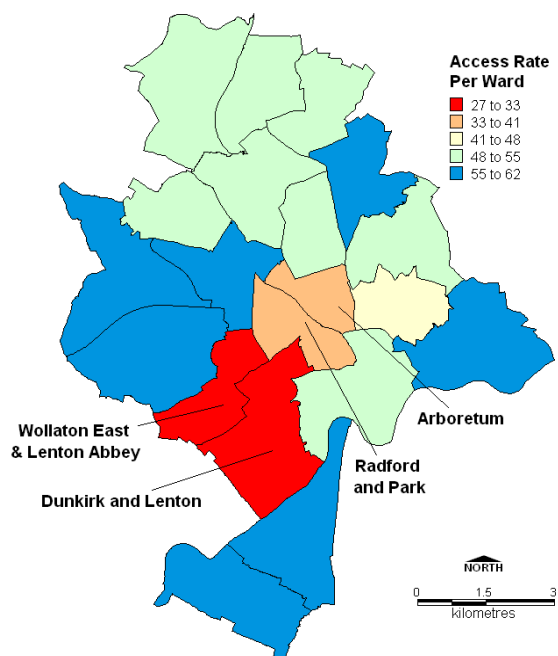 Access Rate
Per Ward
27 to 33
33 to 41
41 to 48
48 to 55
55 to 62
Arboretum
Wollaton East
& Lenton Abbey
Radford
and Park
Dunkirk and Lenton
NORTH
0 1.5 3
kilometres